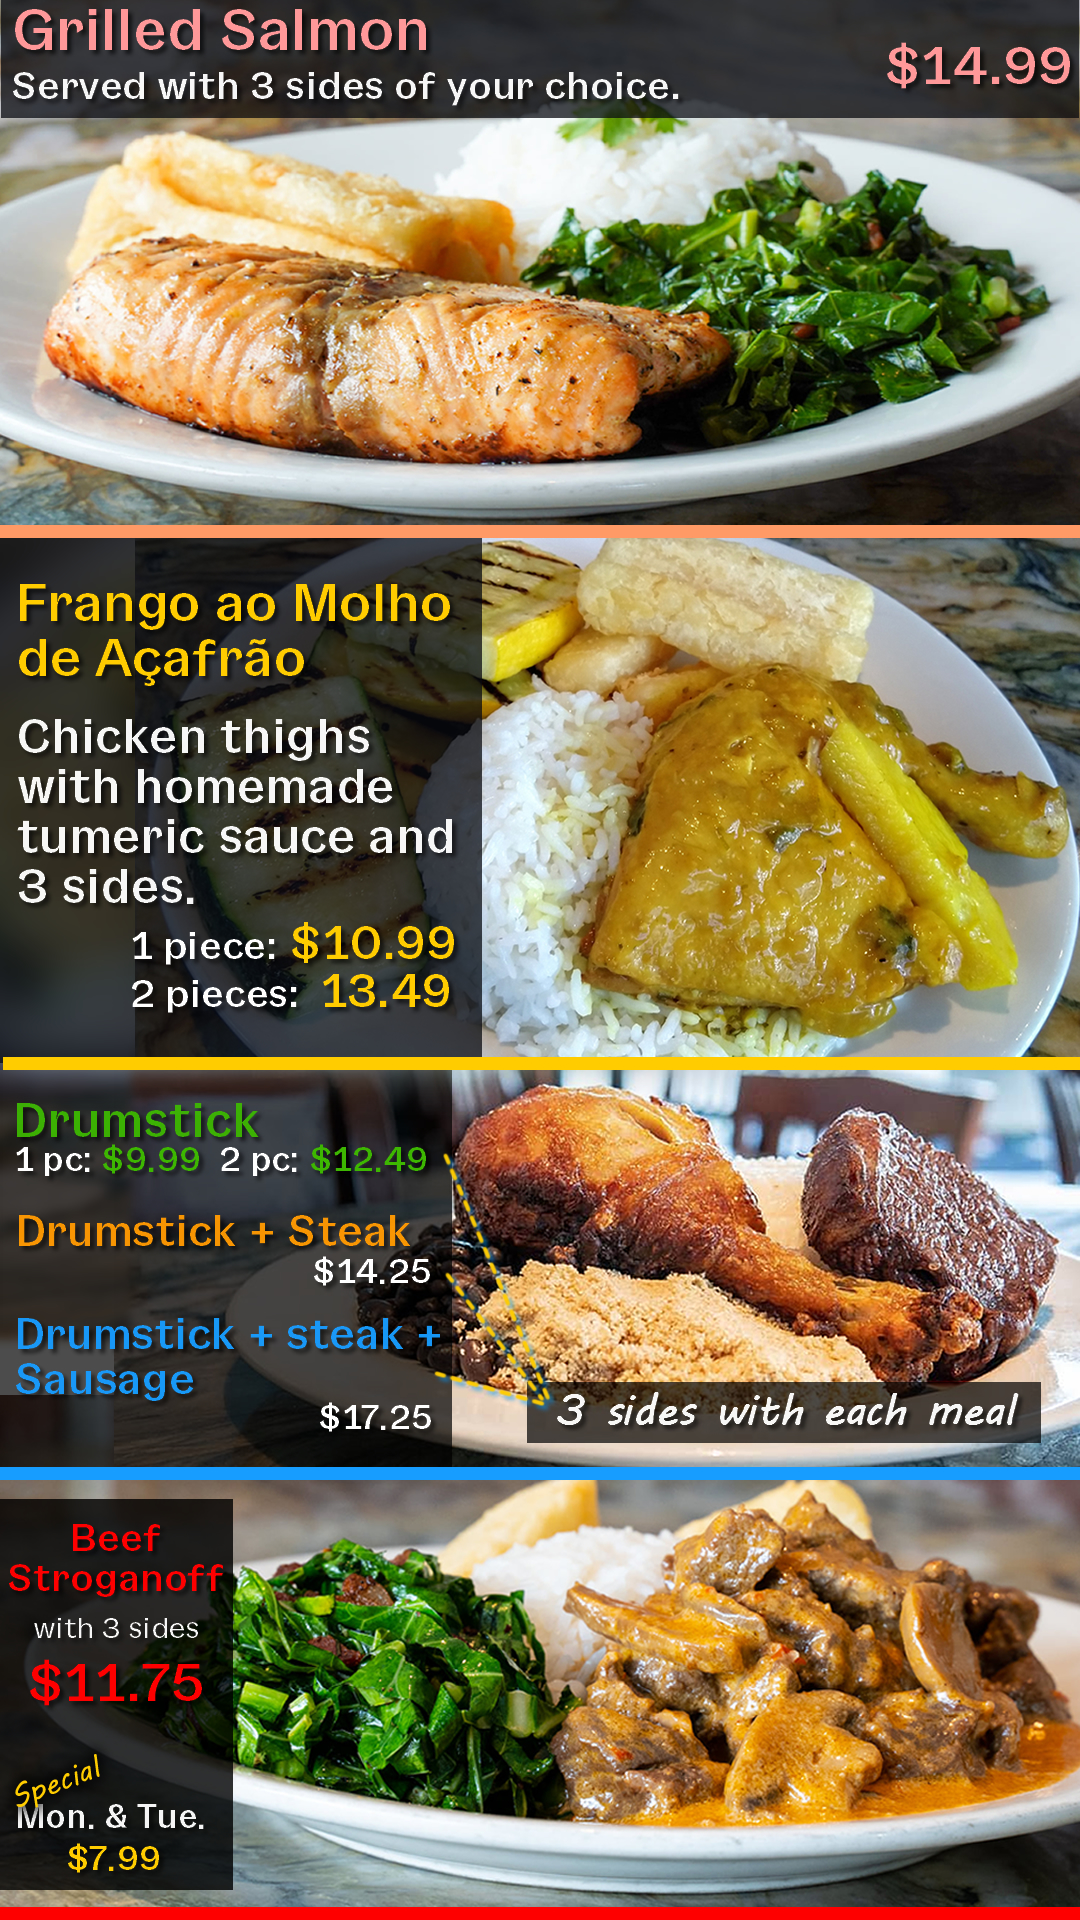 Grilled Salmon
Served with 3 sides of your choice.
$14.99
Frango ao Molho
de Açafrão
Chicken thighs
with homemade
tumeric sauce and
3 sides.
1 piece: $10.99
2 pieces: 13.49
Drumstick
1 pc: $9.99 2 pc: $12.49
Drumstick + Steak
$14.25
Drumstick + steak +
Sausage
$17.25
3 sides with each meal
Beef
Stroganoff
with 3 sides
$11.75
Special
Mon. & Tue.
$7.99